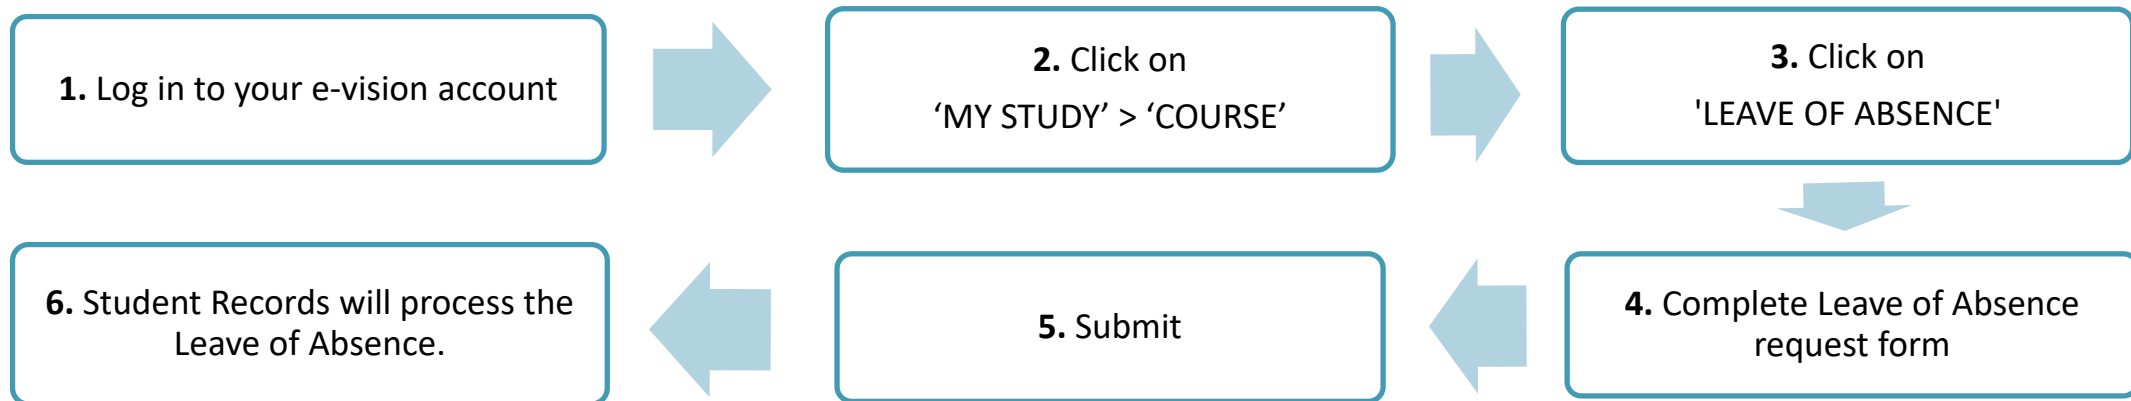 1. Log in to your e-vision account
2. Click on
‘MY STUDY’ > ‘COURSE’
3. Click on
'LEAVE OF ABSENCE'
4. Complete Leave of Absence
request form
5. Submit
6. Student Records will process the
Leave of Absence.